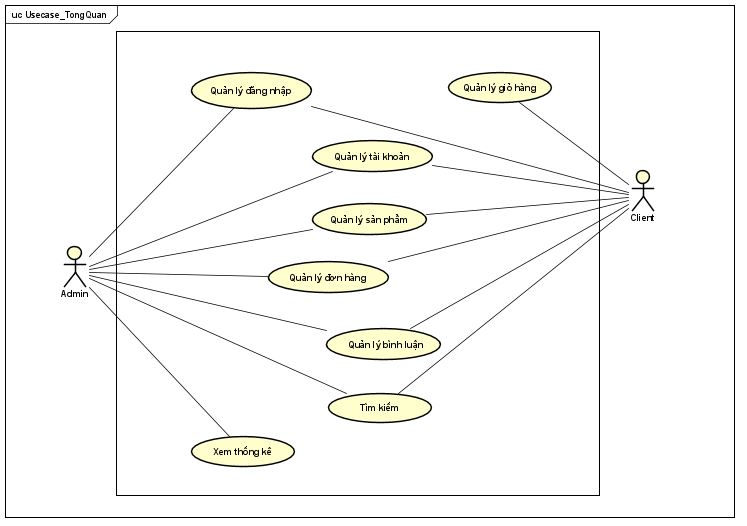 uc Usecase_TongQuan
Quản lý đăng nhập
Quản lý giỏ hàng
Quản lý tài khoản
Quản lý sản phẩm
Client
Quản lý đơn hàng
Admin
Quản lý bình luận
Tìm kiếm
Xem thống kê